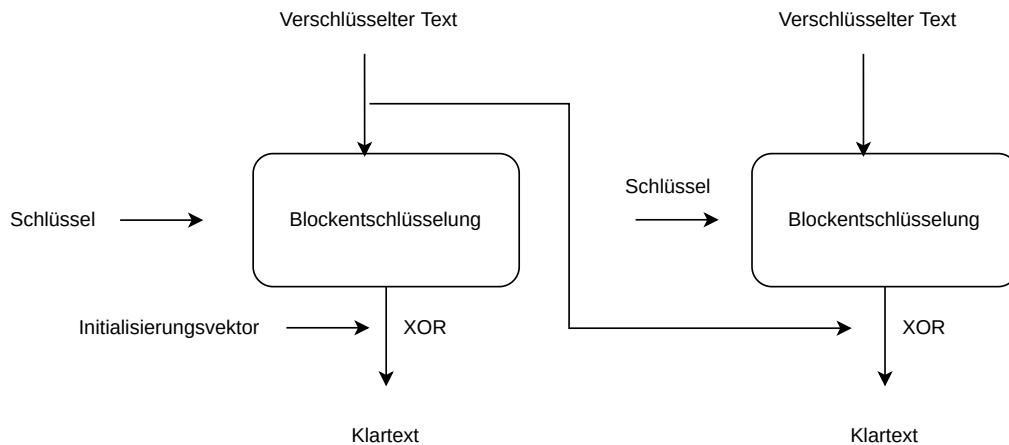 Verschlüsselter Text
Verschlüsselter Text
Schlüssel
Blockentschlüsselung
Schlüssel
Blockentschlüsselung
Initialisierungsvektor
XOR
XOR
Klartext
Klartext